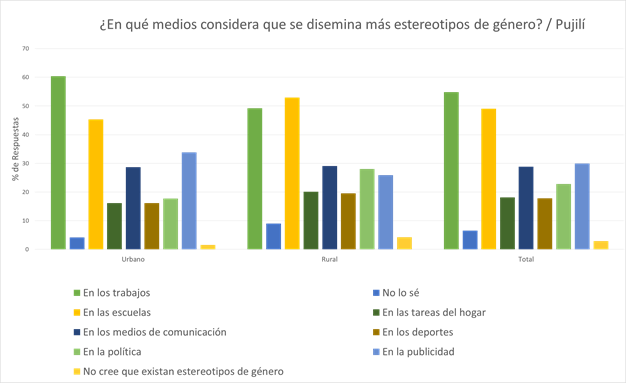 ¿En qué medios considera que se disemina más estereotipos de género? / Pujilí
70
60
50
40
30
20
10
0
% de Respuestas
Urbano Rural Total
En los trabajos No lo sé
En las escuelas En las tareas del hogar
En los medios de comunicación En los deportes
En la política En la publicidad
No cree que existan estereotipos de género